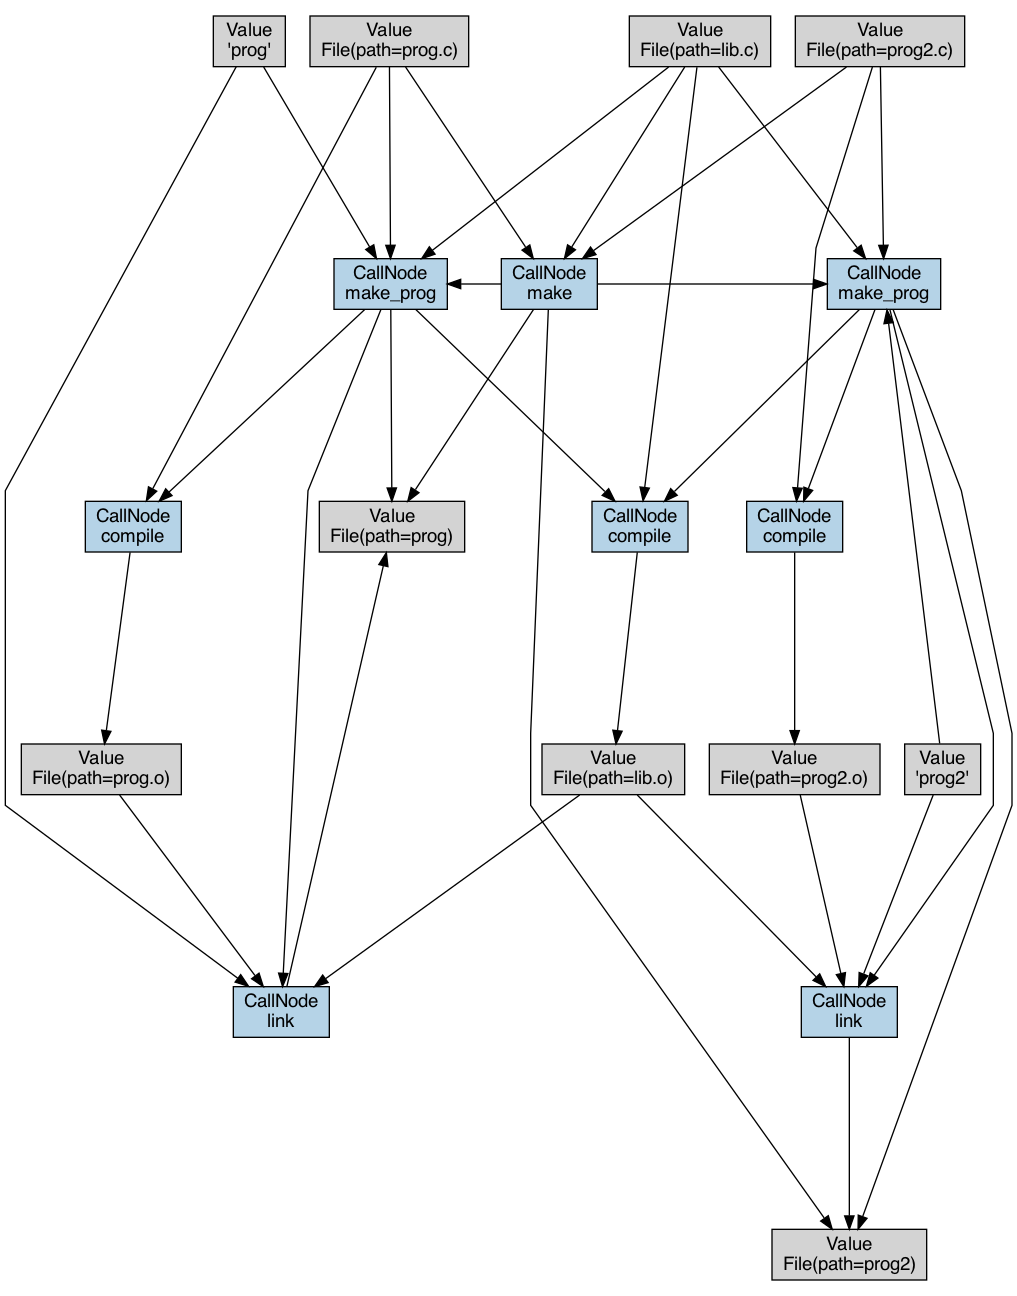 Value
'prog'
Value
File(path=prog.c)
Value
File(path=lib.c)
Value
File(path=prog2.c)
CallNode
make_prog
CallNode
make
CallNode
make_prog
CallNode
compile
Value
File(path=prog)
CallNode
compile
CallNode
compile
Value
File(path=prog.o)
Value
File(path=lib.o)
Value
File(path=prog2.o)
Value
'prog2'
CallNode
link
CallNode
link
Value
File(path=prog2)